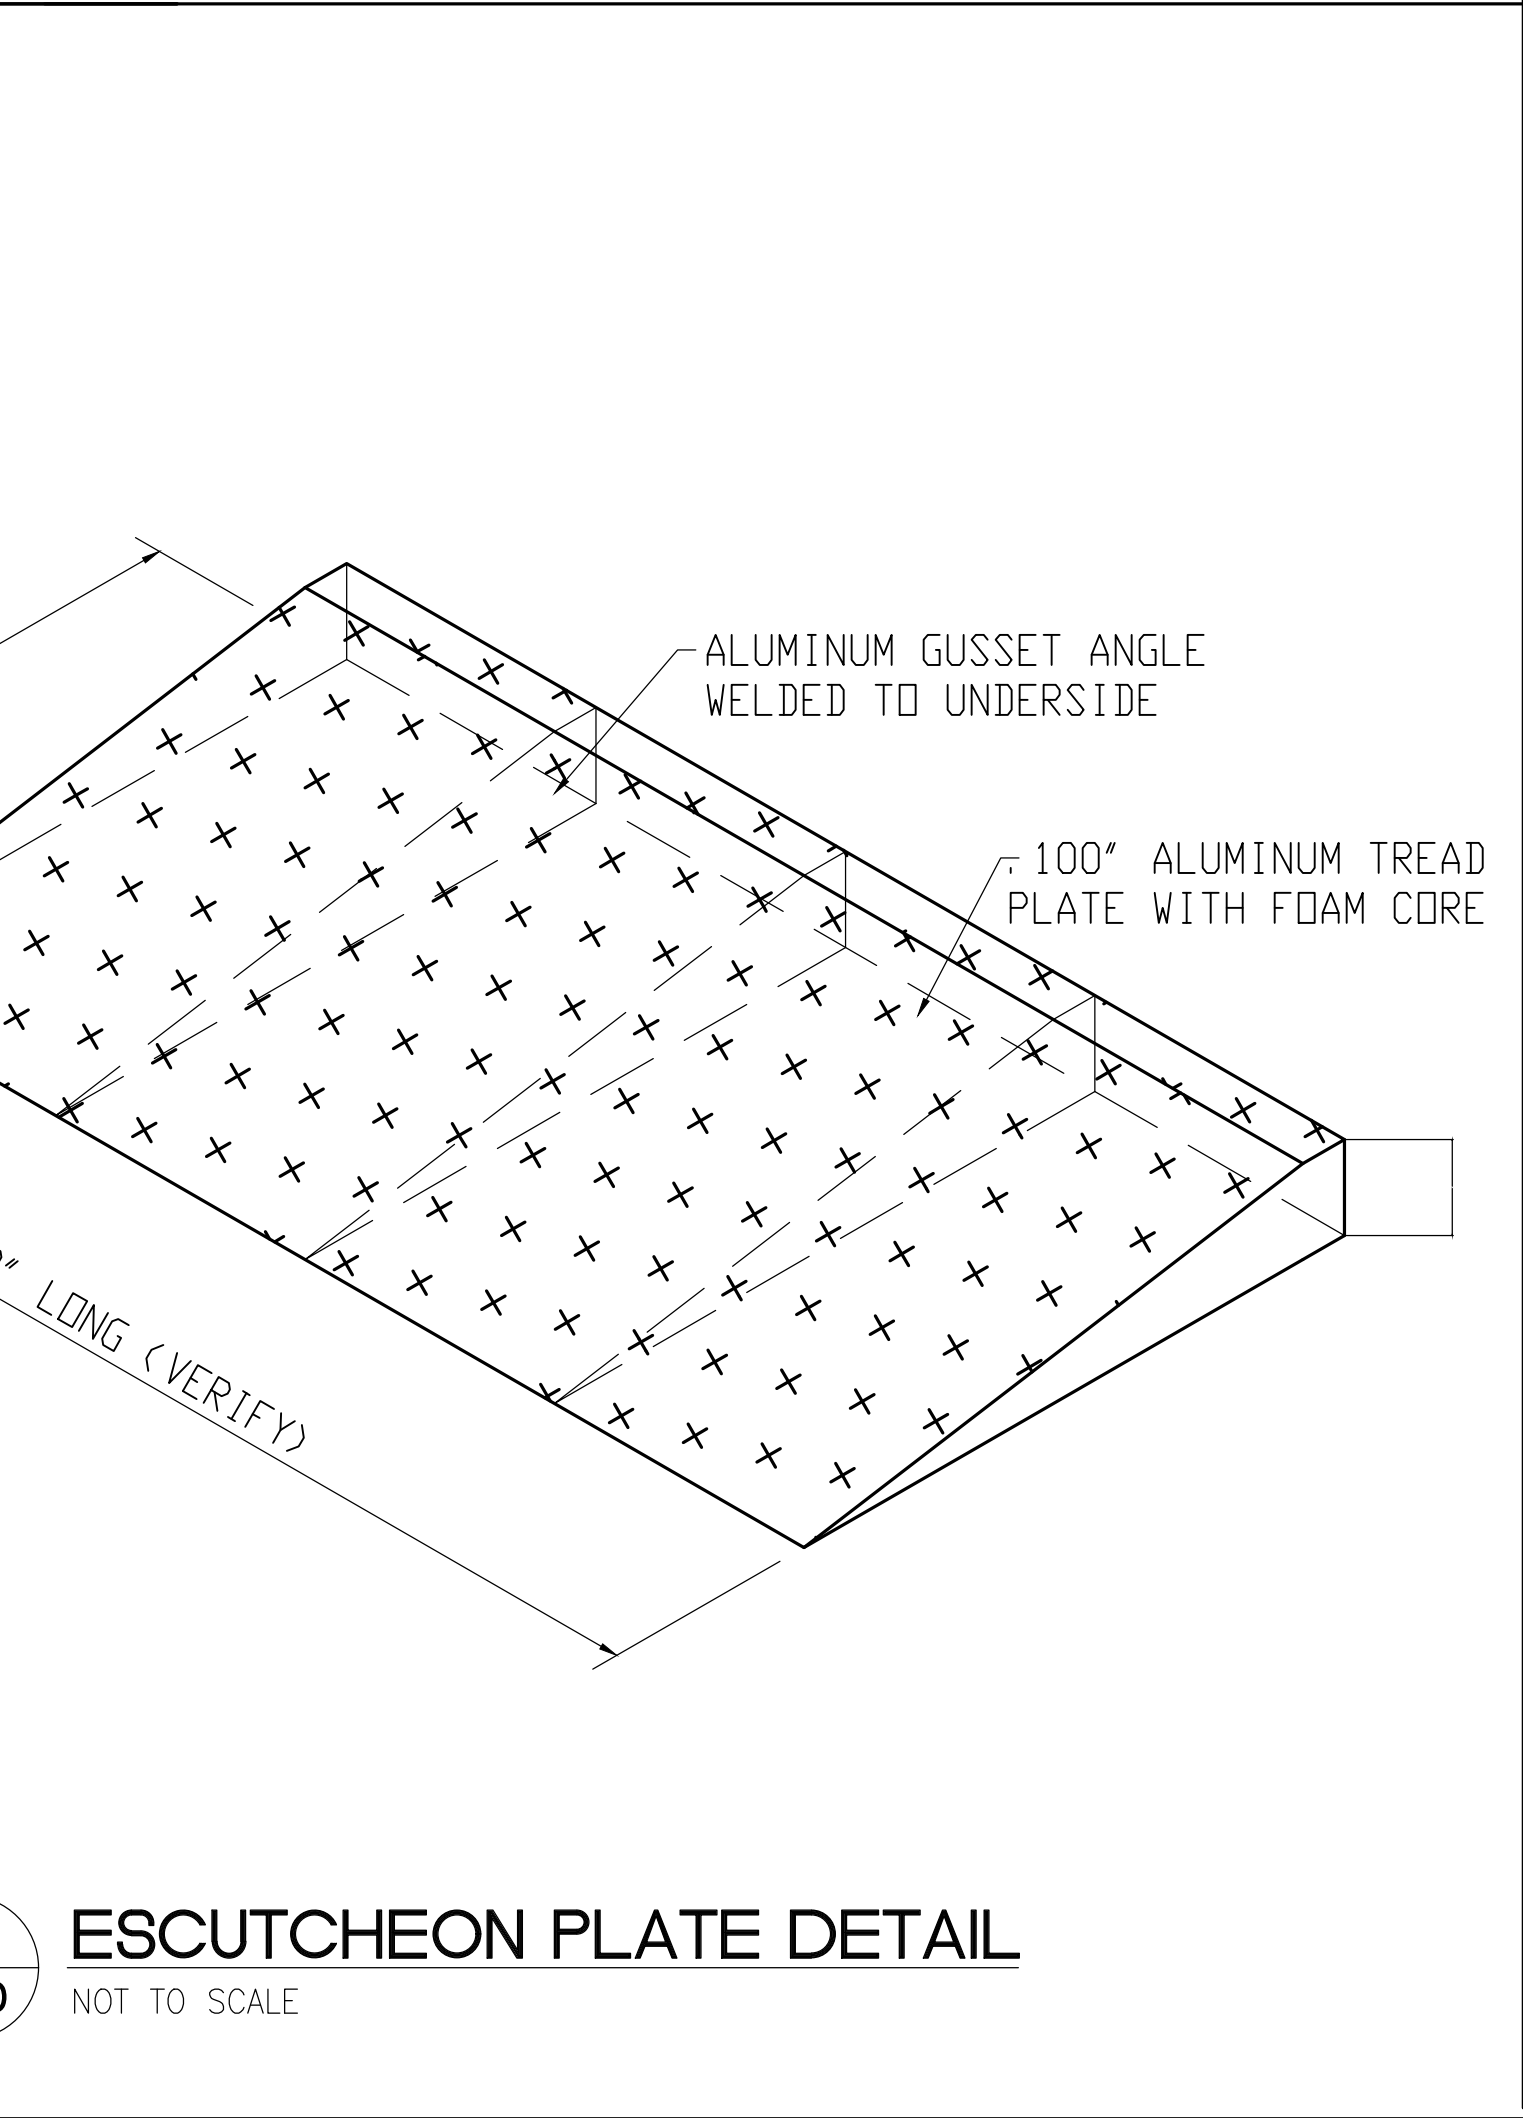 ALUMINUM GUSSET ANGLE
WELDED TO UNDERSIDE
.100" ALUMINUM TREAD
PLATE WITH FOAM CORE
" LONG (VERIFY)
ESCUTCHEON PLATE DETAIL
NOT TO SCALE